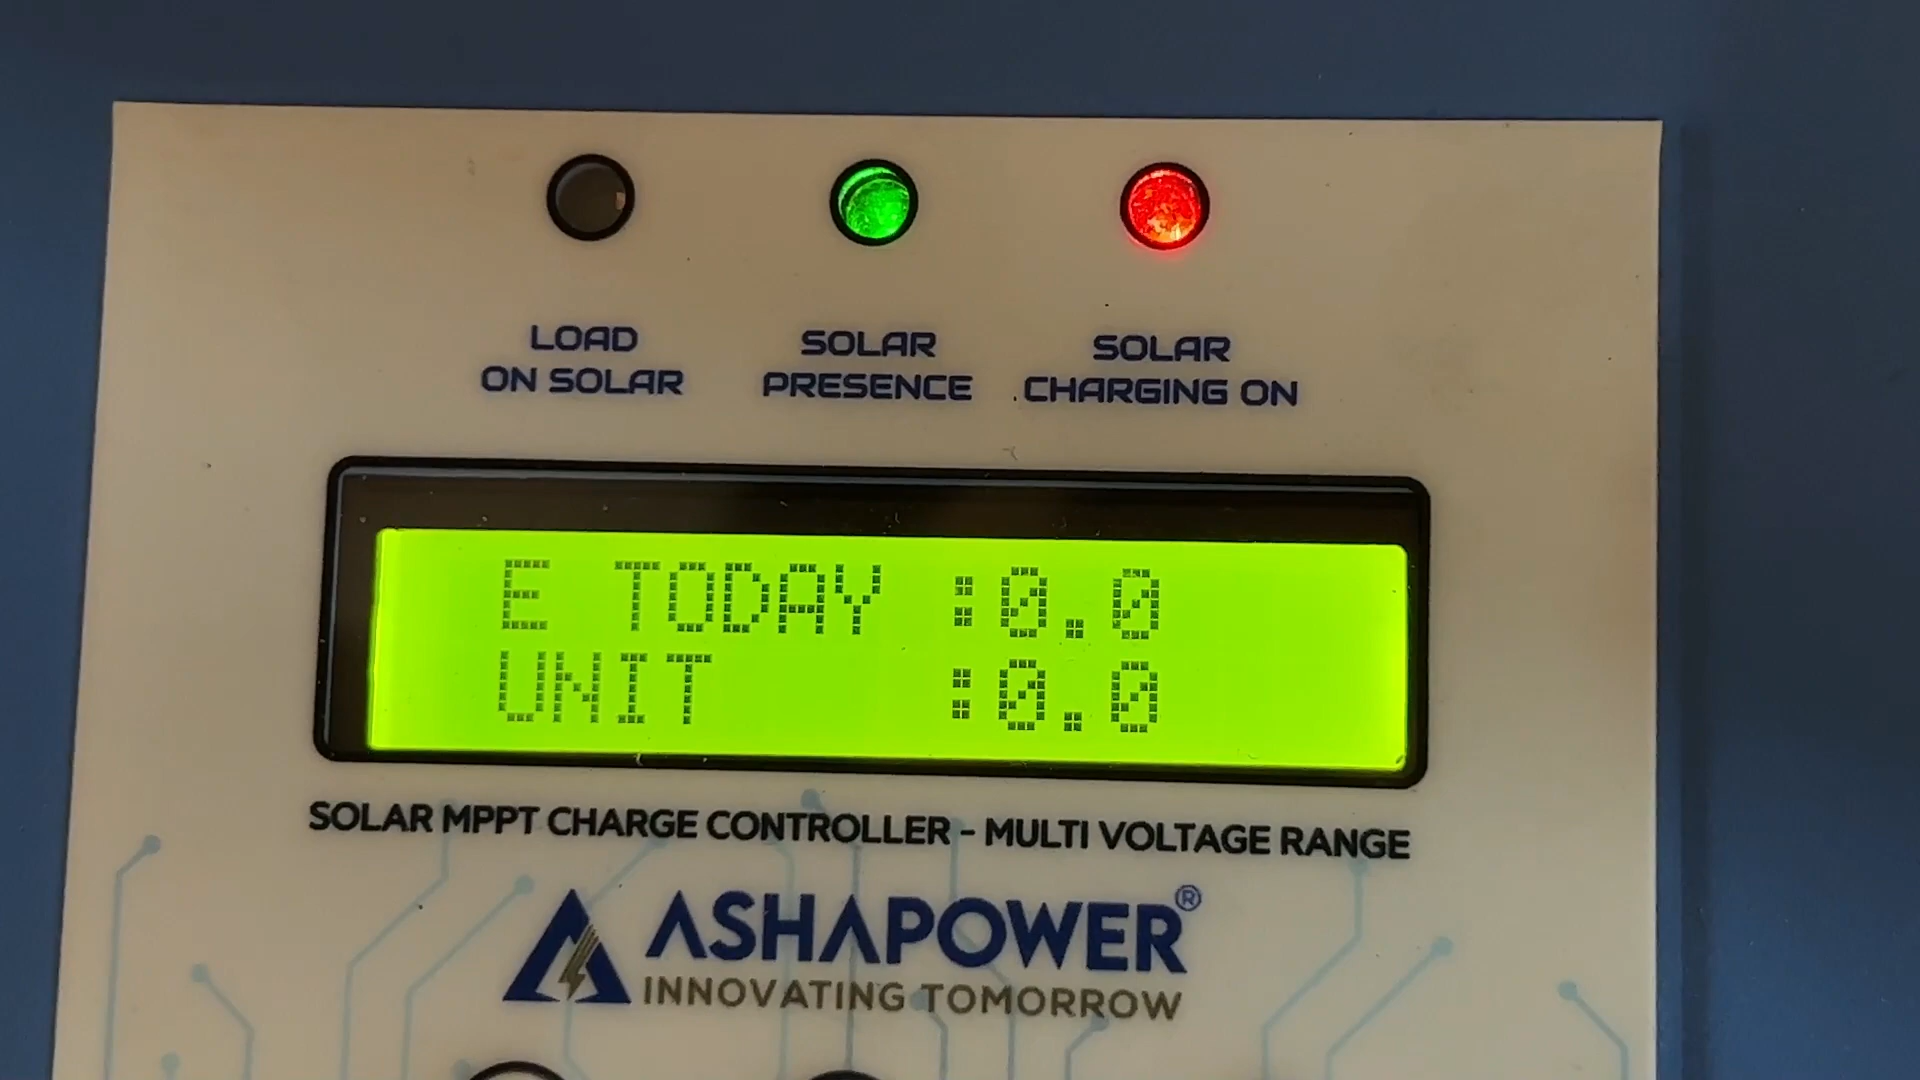 LOAD
ON SOLAR
SOLAR
PRESENCE
SOLAR
CHARGING ON
E TODAY :0.0
UNIT :0.0
SOLAR MPPT CHARGE CONTROLLER - MULTI VOLTAGE RANGE
ASHAPOWER®
INNOVATING TOMORROW